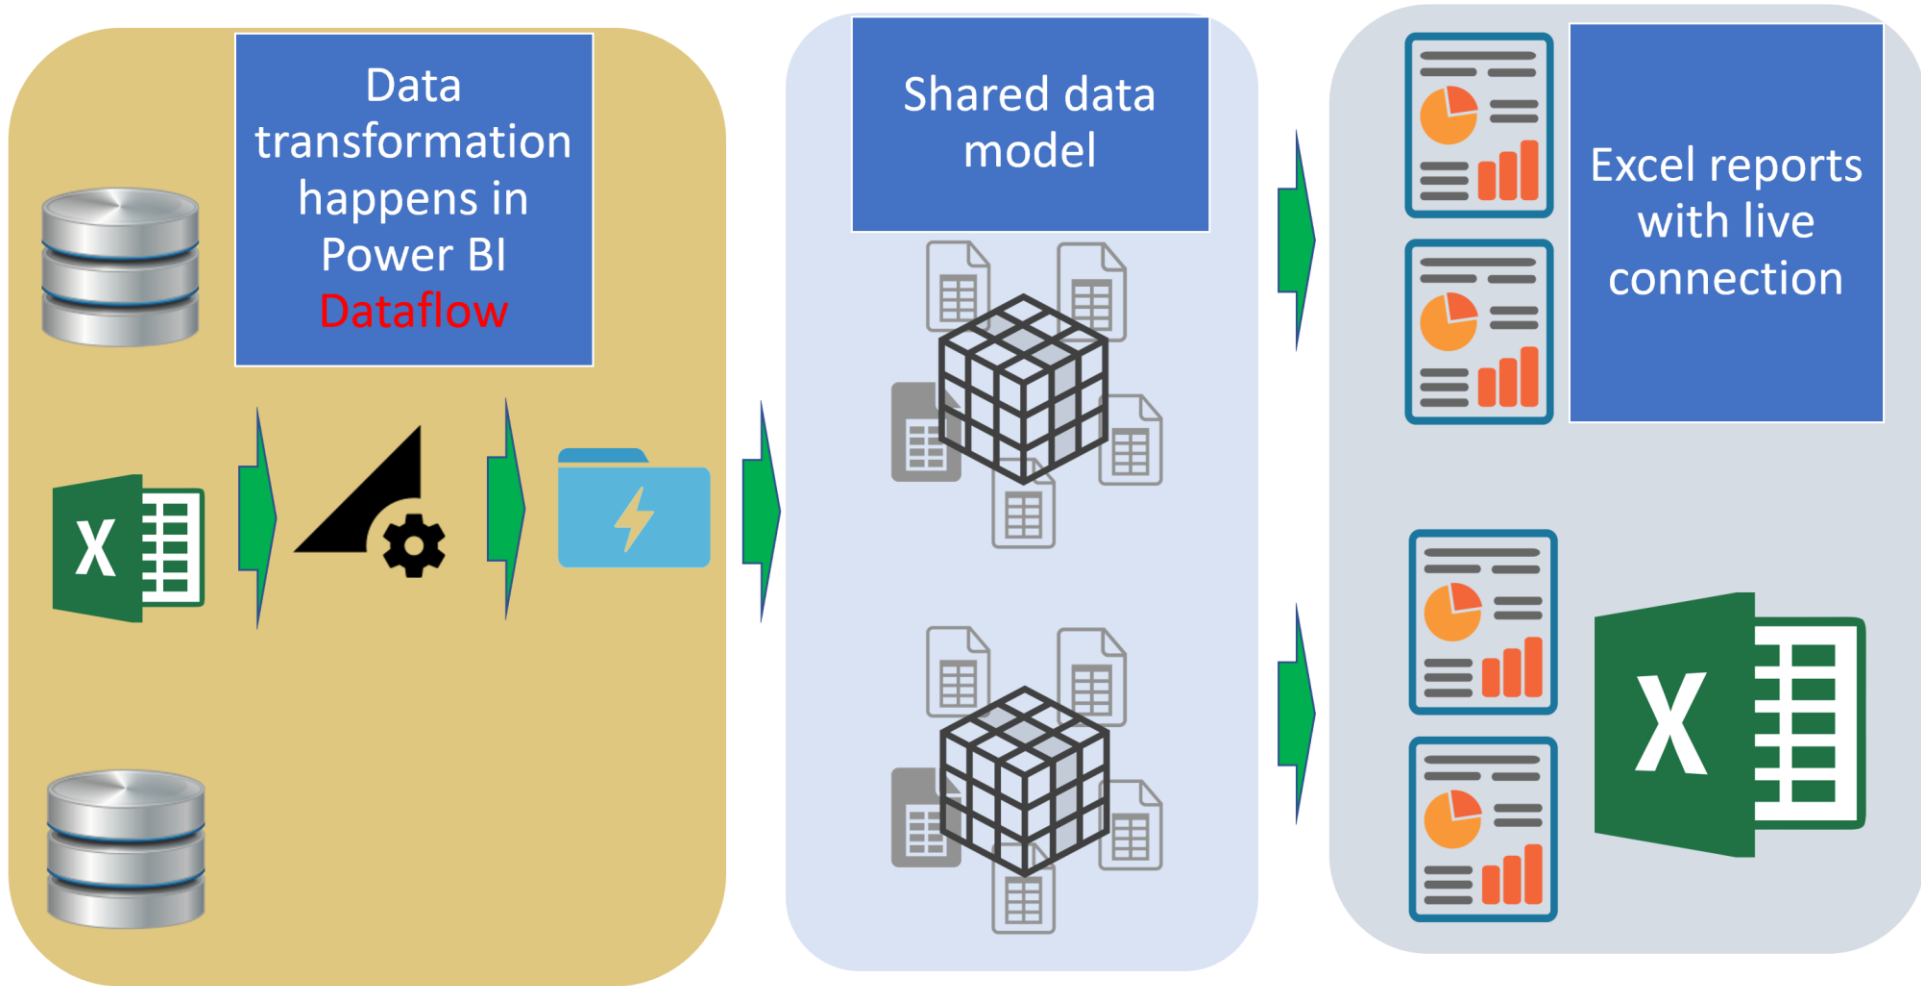 Data
transformation
happens in
Power BI
Dataflow
Shared data
model
Excel reports
with live
connection
X
X